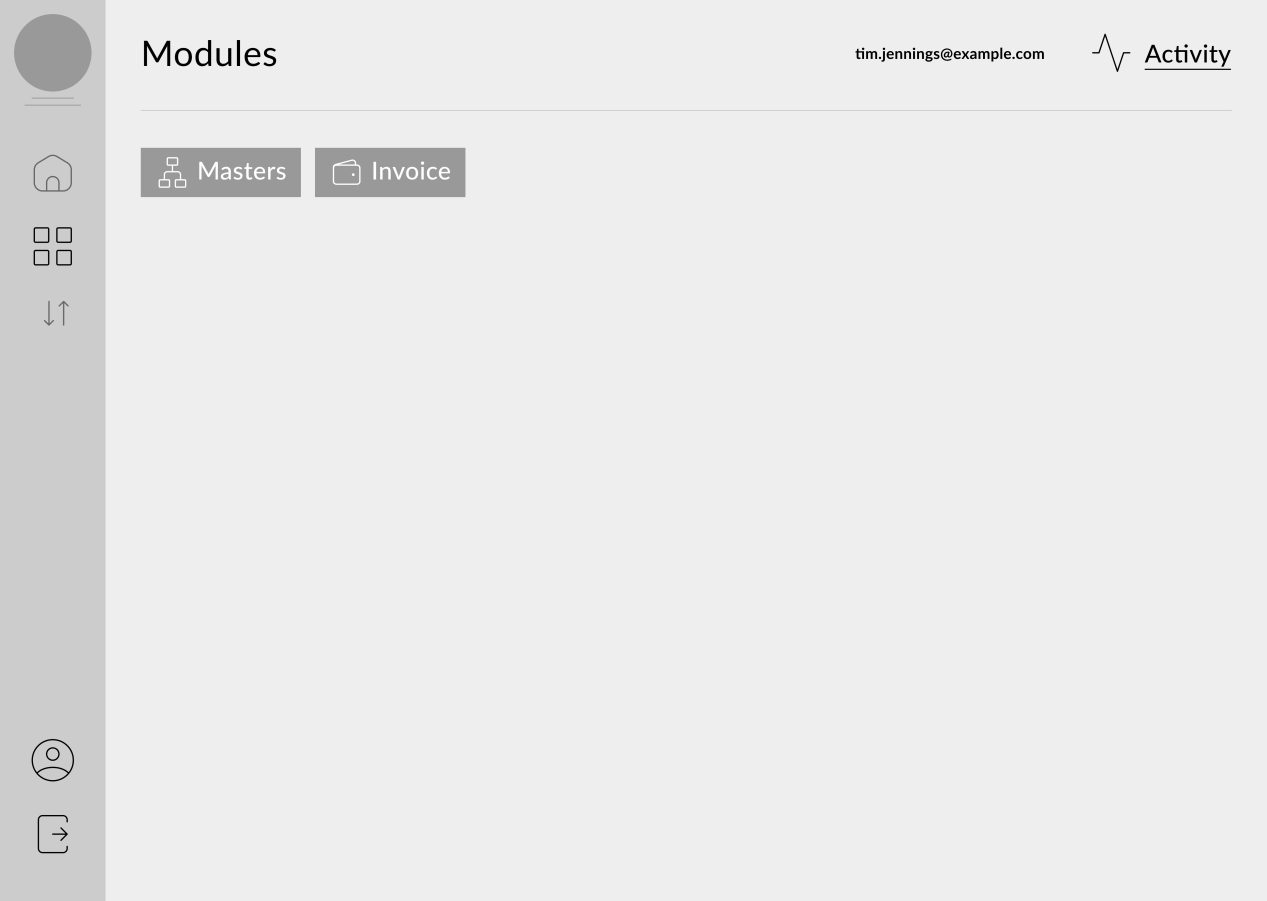 Modules
tim.jennings@example.com
Activity
Masters
Invoice